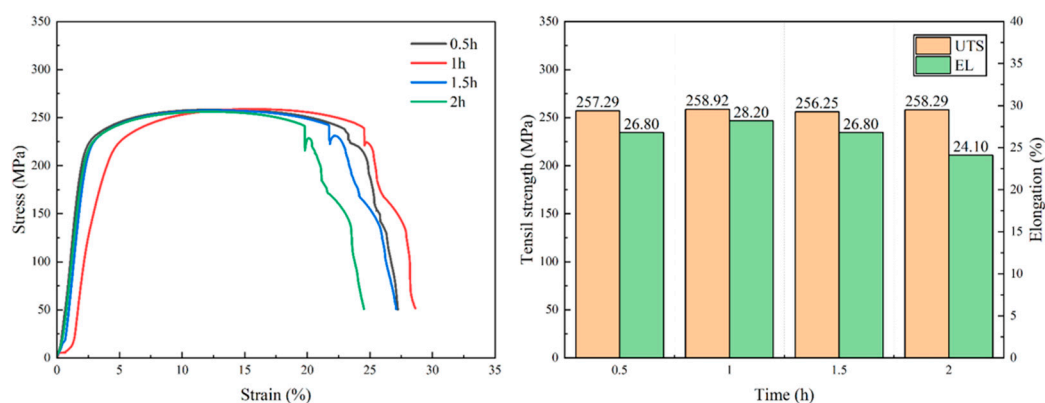 350
300
250
200
150
100
50
0
Stress (MPa)
0 5 10 15 20 25 30 35
Strain (%)
0.5h
1h
1.5h
2h
350
300
250
200
150
100
50
0
Tensil strength (MPa)
257.29
26.80
258.92
28.20
256.25
26.80
258.29
24.10
UTS
EL
0.5 1 1.5 2
Time (h)
40
35
30
25
20
15
10
5
0
Elongation (%)